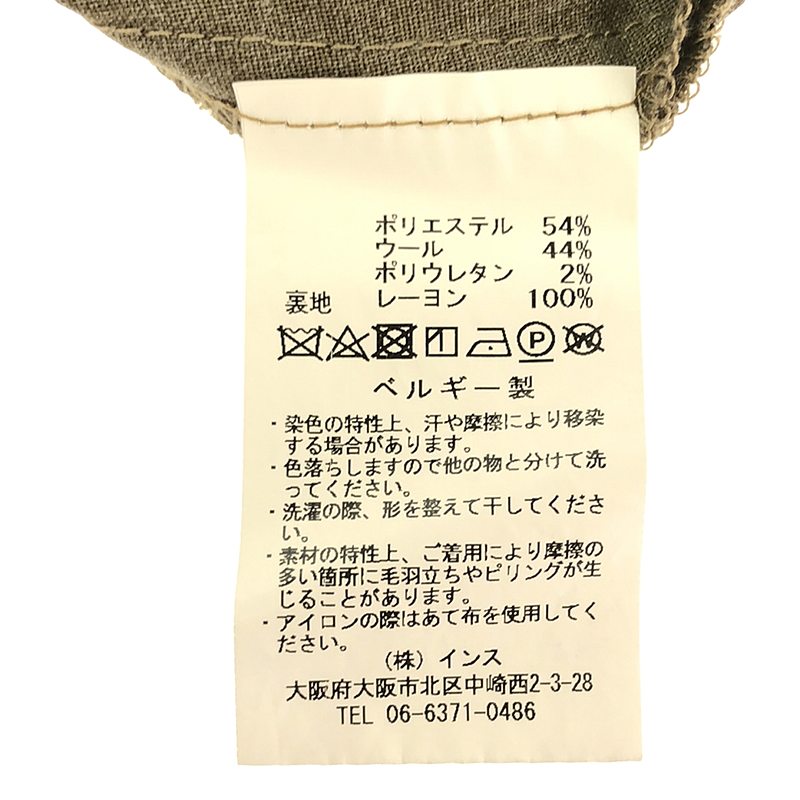 ポリエステル 54%
ウール 44%
ポリウレタン 2%
裏地 レーヨン 100%
P W
ベルギー製
・染色の特性上、汗や摩擦により移染
する場合があります。
・色落ちしますので他の物と分けて洗
ってください。
・洗濯の際、形を整えて干してくださ
い。
・素材の特性上、ご着用により摩擦の
多い箇所に毛羽立ちやピリングが生
じることがあります。
・アイロンの際はあて布を使用してく
ださい。
(株)インス
大阪府大阪市北区中崎西2-3-28
TEL 06-6371-0486